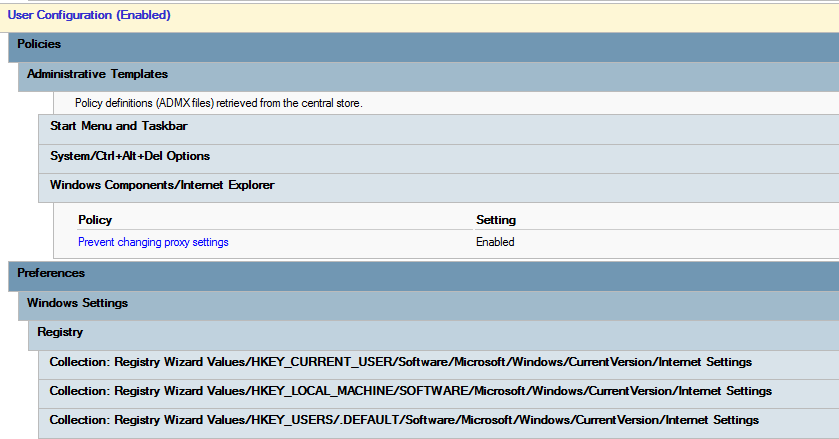 User Configuration (Enabled)
Policies
Administrative Templates
Policy definitions (ADMX files) retrieved from the central store.
Start Menu and Taskbar
System/Ctrl+Alt+Del Options
Windows Components/Internet Explorer
Policy Setting
Prevent changing proxy settings Enabled
Preferences
Windows Settings
Registry
Collection: Registry Wizard Values/HKEY_CURRENT_USER/Software/Microsoft/Windows/CurrentVersion/Internet Settings
Collection: Registry Wizard Values/HKEY_LOCAL_MACHINE/SOFTWARE/Microsoft/Windows/CurrentVersion/Internet Settings
Collection: Registry Wizard Values/HKEY_USERS/.DEFAULT/Software/Microsoft/Windows/CurrentVersion/Internet Settings